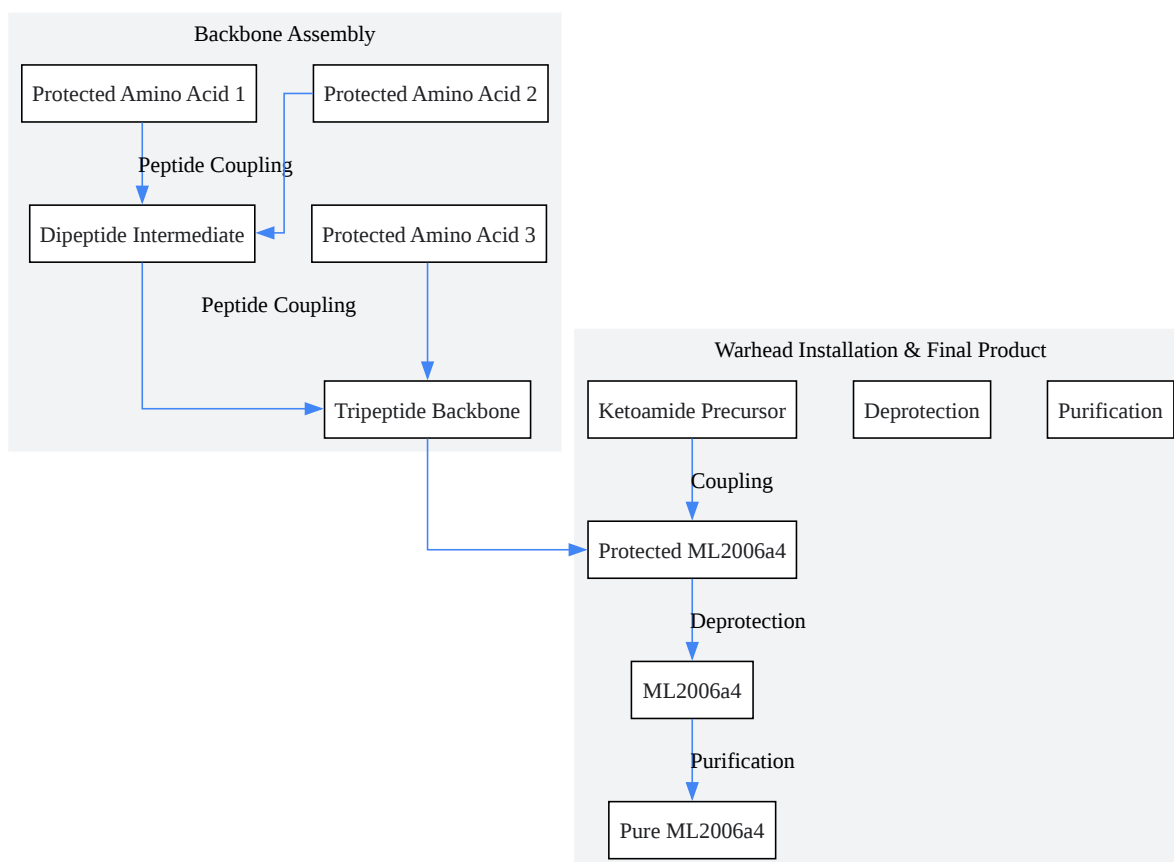 Backbone Assembly
Protected Amino Acid 1
Protected Amino Acid 2
Peptide Coupling
Dipeptide Intermediate
Protected Amino Acid 3
Peptide Coupling
Tripeptide Backbone
Warhead Installation & Final Product
Ketoamide Precursor
Deprotection
Purification
Coupling
Protected ML2006a4
Deprotection
ML2006a4
Purification
Pure ML2006a4